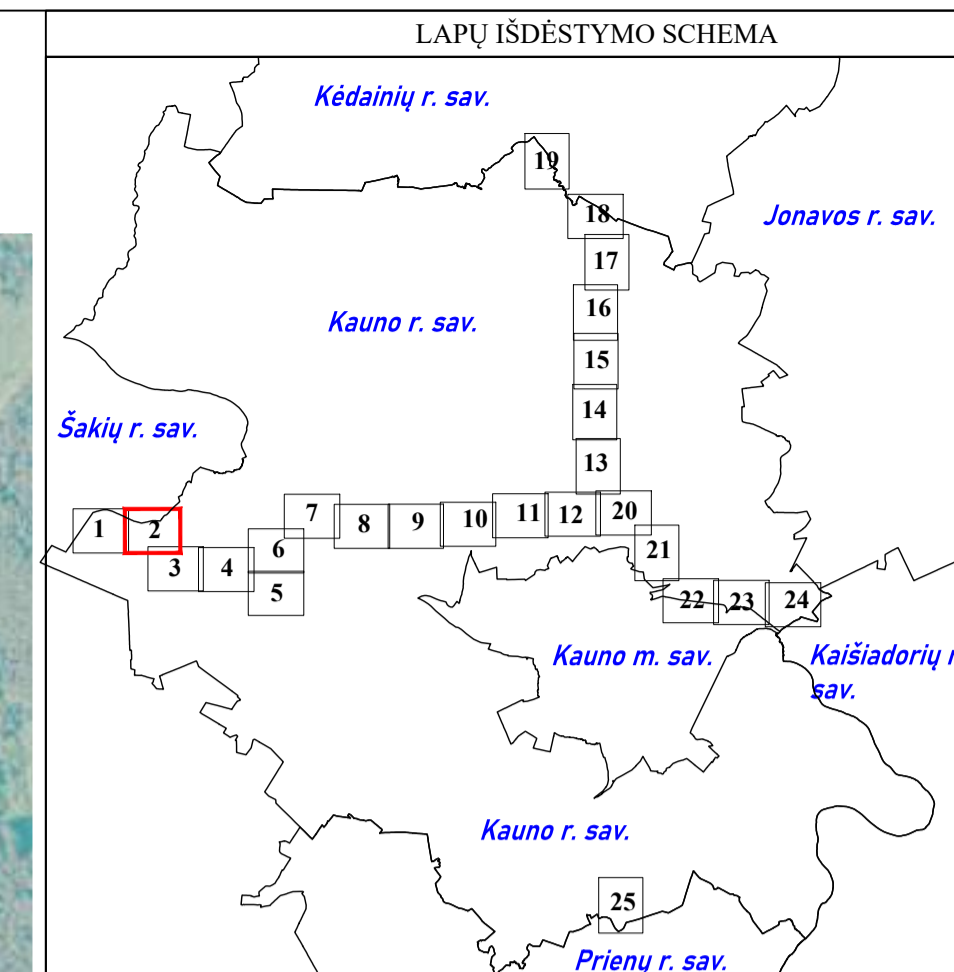 LAPŲ IŠDĖSTYMO SCHEMA
Kėdainių r. sav.
19
18
Jonavos r. sav.
17
16
Kauno r. sav.
15
14
Šakių r. sav.
13
7
8
9
10
11
12
20
1
2
21
6
3
4
5
22
23
24
Kauno m. sav.
Kaišiadorių r
sav.
Kauno r. sav.
25
Prienų r. sav.